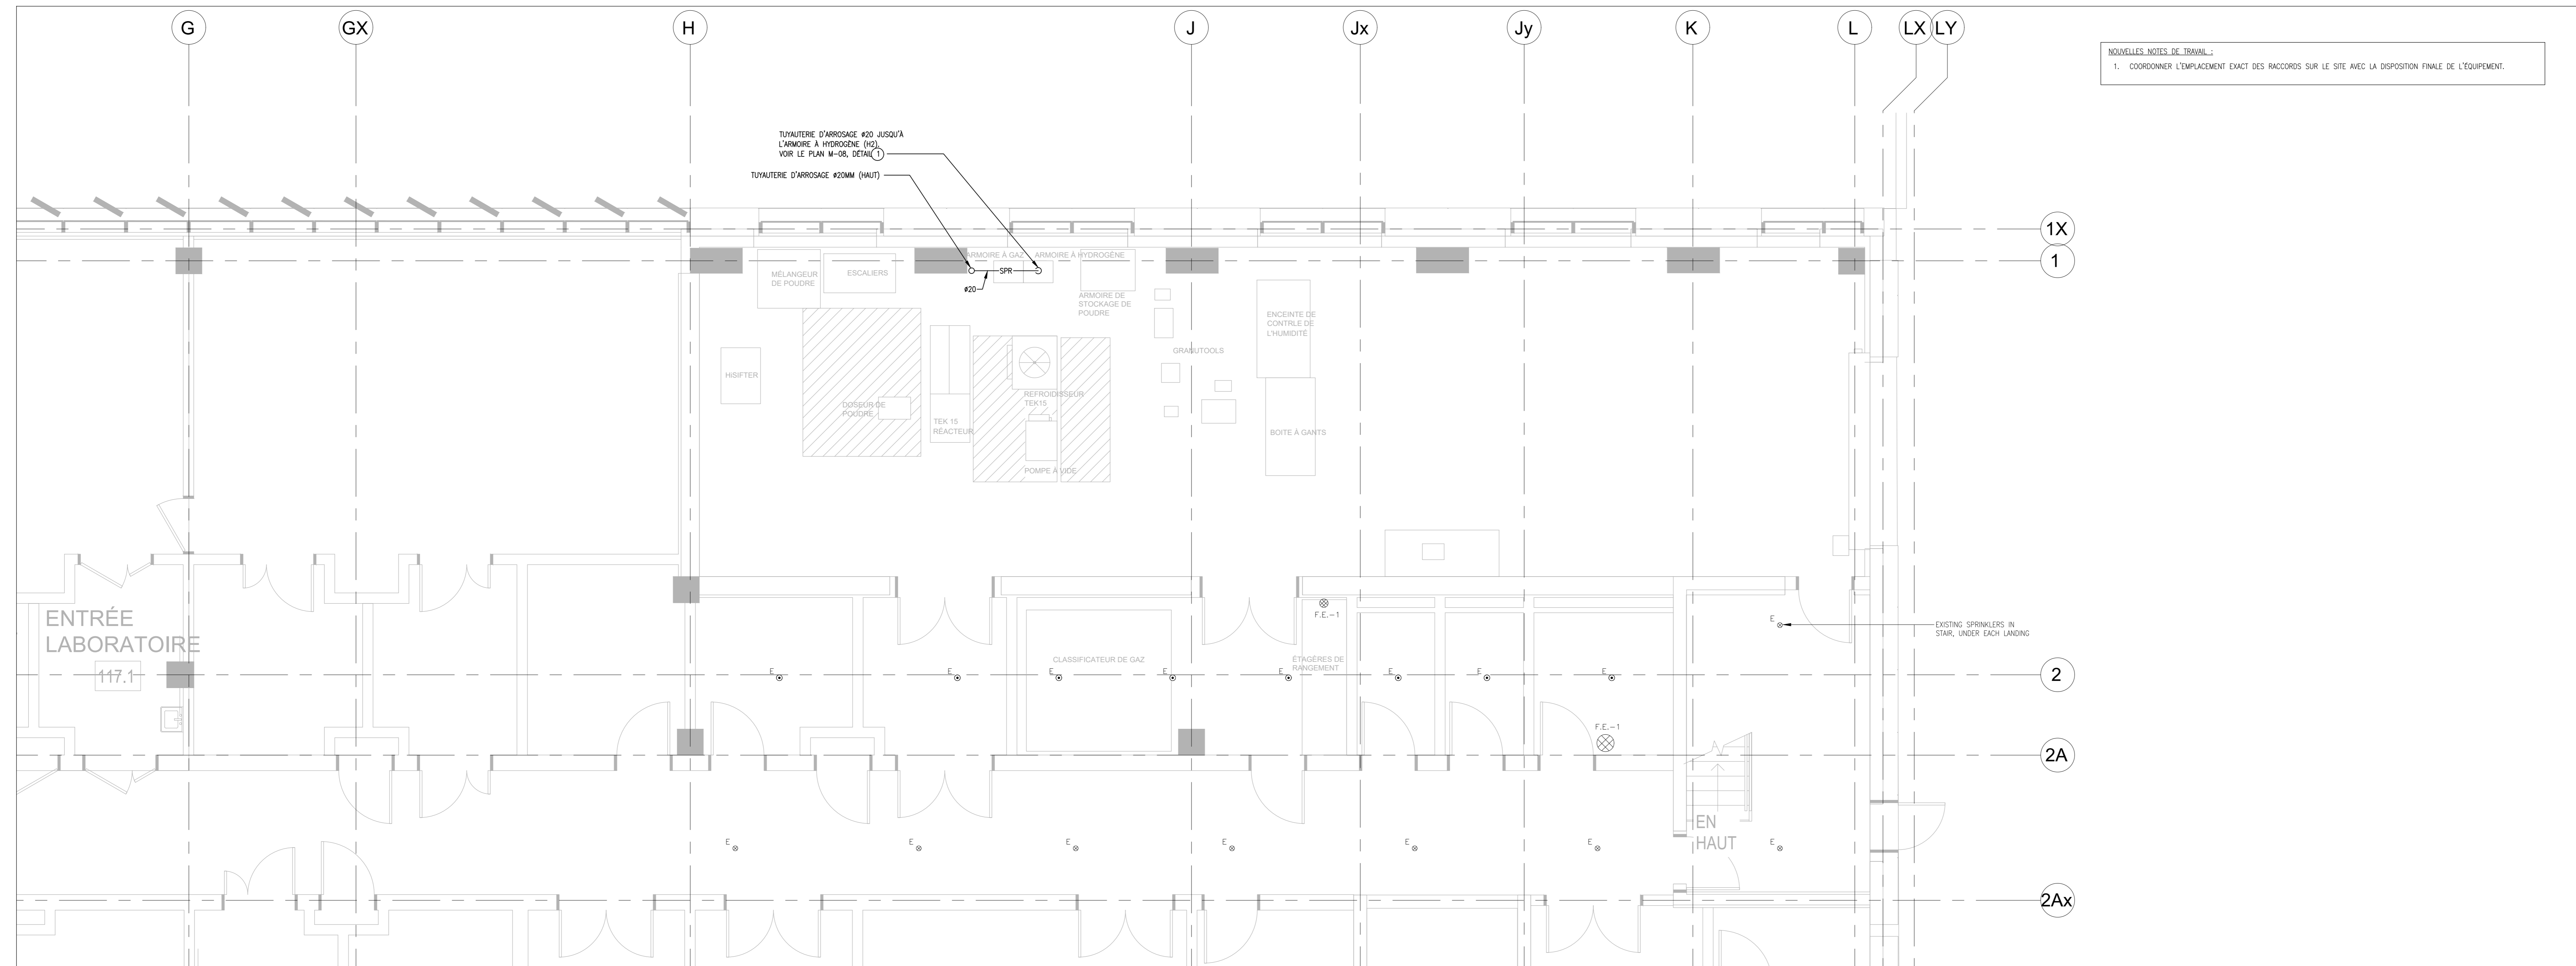 G
GX
H
J
Jx
Jy
K
L
LX
LY
NOUVELLES NOTES DE TRAVAIL :
1. COORDONNER L'EMPLACEMENT EXACT DES RACCORDS SUR LE SITE AVEC LA DISPOSITION FINALE DE L'ÉQUIPEMENT.
TUYAUTERIE D'ARROSAGE ø20 JUSQU'À
L'ARMOIRE À HYDROGÈNE (H2).
VOIR LE PLAN M-08, DÉTAIL 1
TUYAUTERIE D'ARROSAGE ø20MM (HAUT)
1X
1
ARMOIRE À GAZ
ARMOIRE À HYDROGÈNE
SPR
ø20
MÉLANGEUR
DE POUDRE
ESCALIERS
ARMOIRE DE
STOCKAGE DE
POUDRE
ENCEINTE DE
CONTRLE DE
L'HUMIDITÉ
GRANUTOOLS
HISIFTER
DOSEUR DE
POUDRE
REFROIDISSEUR
TEK15
TEK 15
RÉACTEUR
BOITE À GANTS
POMPE À VIDE
F.E.-1
ENTRÉE
LABORATOIRE
117.1
E
EXISTING SPRINKLERS IN
STAIR, UNDER EACH LANDING
CLASSIFICATEUR DE GAZ
ÉTAGÈRES DE
RANGEMENT
E
E
E
E
E
E
E
E
2
F.E.-1
2A
EN
HAUT
E
E
E
E
E
E
E
2Ax